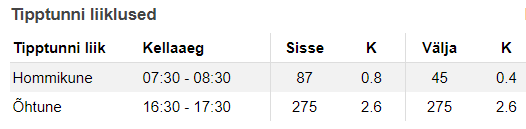 Tipptunni liiklused
Tipptunni liik Kellaaeg Sisse K Välja K
Hommikune 07:30 - 08:30 87 0.8 45 0.4
Õhtune 16:30 - 17:30 275 2.6 275 2.6